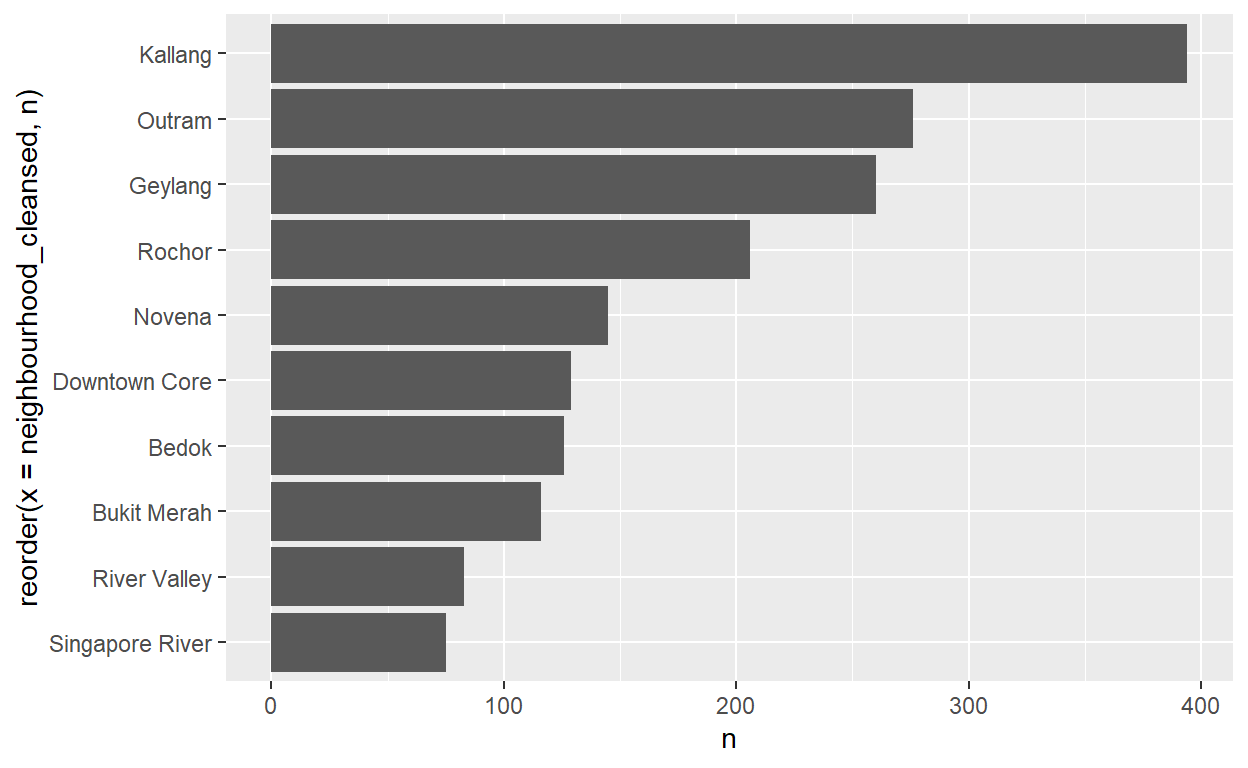 reorder(x = neighbourhood_cleansed, n)
Kallang
Outram
Geylang
Rochor
Novena
Downtown Core
Bedok
Bukit Merah
River Valley
Singapore River
0 100 200 300 400
n